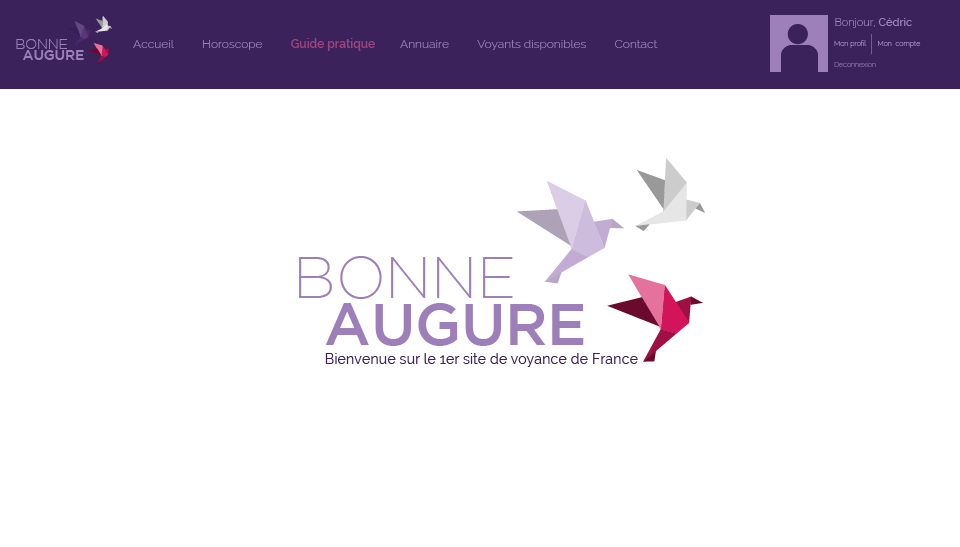 BONNE
AUGURE
Accueil Horoscope Guide pratique Annuaire Voyants disponibles Contact
Bonjour, Cédric
Mon profil Mon compte
Deconnexion
BONNE
AUGURE
Bienvenue sur le 1er site de voyance de France